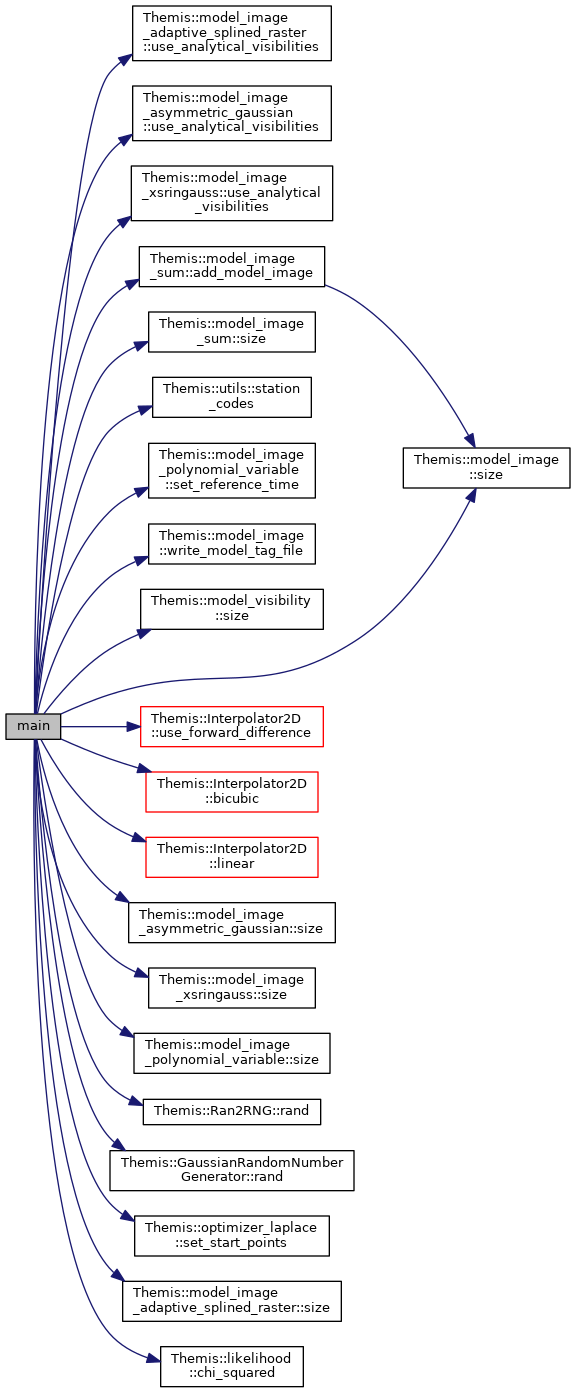 Themis::model_image
_adaptive_splined_raster
::use_analytical_visibilities
Themis::model_image
_asymmetric_gaussian
::use_analytical_visibilities
Themis::model_image
_xsringauss::use_analytical
_visibilities
Themis::model_image
_sum::add_model_image
Themis::model_image
_sum::size
Themis::utils::station
_codes
Themis::model_image
_polynomial_variable
::set_reference_time
Themis::model_image
::size
Themis::model_image
::write_model_tag_file
Themis::model_visibility
::size
main
Themis::Interpolator2D
::use_forward_difference
Themis::Interpolator2D
::bicubic
Themis::Interpolator2D
::linear
Themis::model_image
_asymmetric_gaussian::size
Themis::model_image
_xsringauss::size
Themis::model_image
_polynomial_variable::size
Themis::Ran2RNG::rand
Themis::GaussianRandomNumber
Generator::rand
Themis::optimizer_laplace
::set_start_points
Themis::model_image
_adaptive_splined_raster::size
Themis::likelihood
::chi_squared